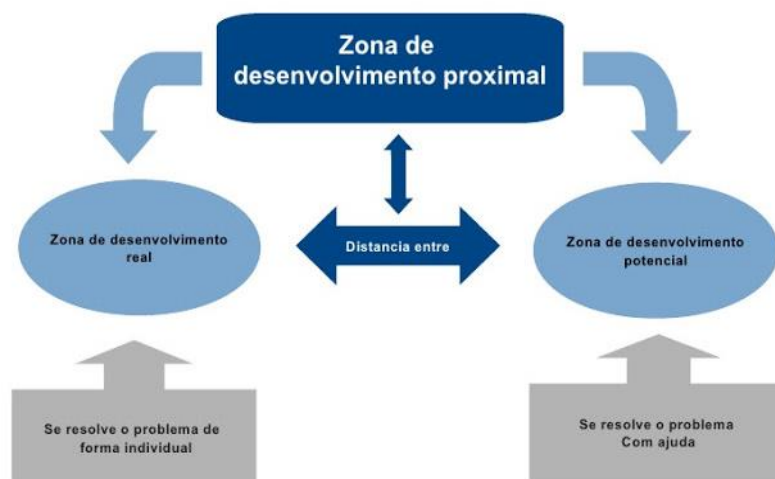 Zona de
desenvolvimento proximal
Zona de desenvolvimento
real
Distancia entre
Zona de desenvolvimento
potencial
Se resolve o problema de
forma individual
Se resolve o problema
Com ajuda